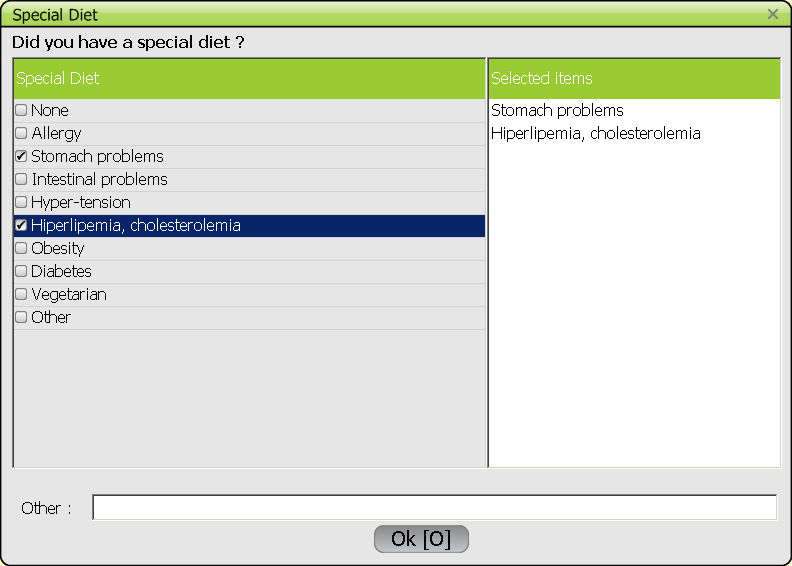 Special Diet
Did you have a special diet ?
Special Diet
None
Allergy
Stomach problems
Intestinal problems
Hyper-tension
Hiperlipemia, cholesterolemia
Obesity
Diabetes
Vegetarian
Other
Selected items
Stomach problems
Hiperlipemia, cholesterolemia
Other :
Ok [O]